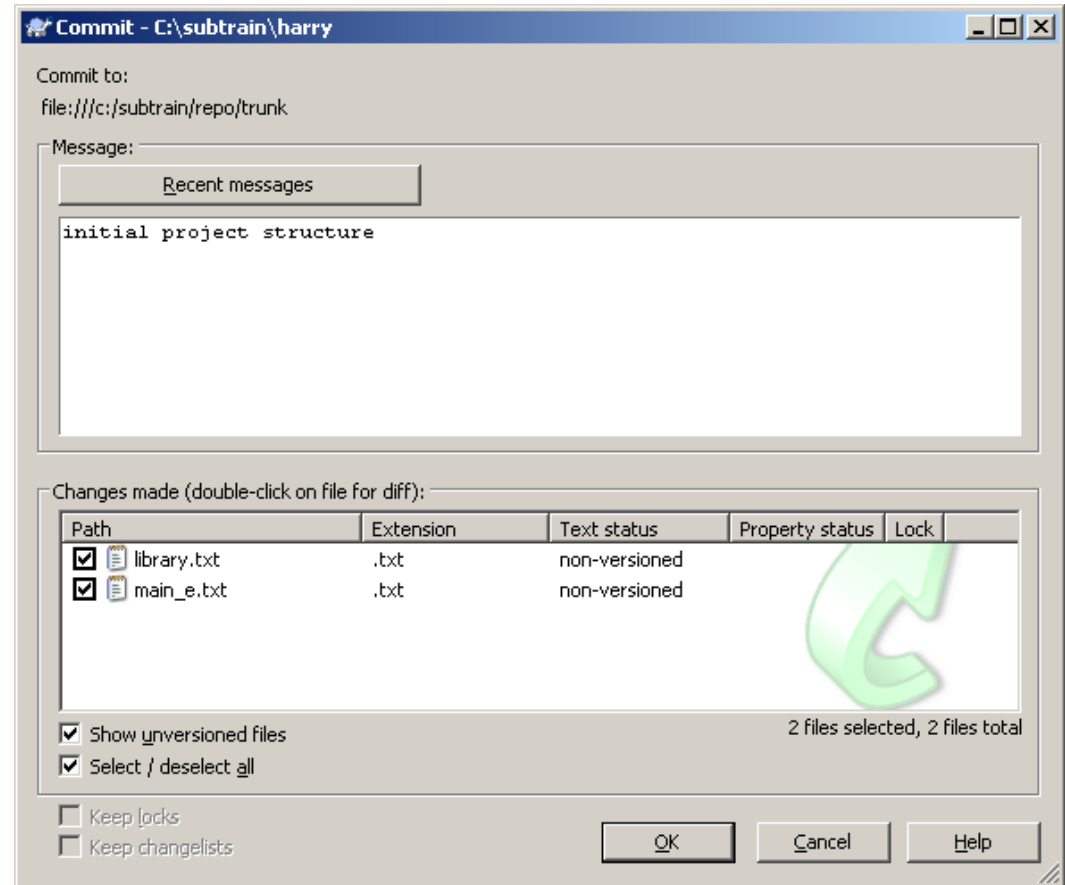 Commit - C:\subtrain\harry
Commit to:
file:///c:/subtrain/repo/trunk
Message:
Recent messages
initial project structure
Changes made (double-click on file for diff):
Path Extension Text status Property status Lock
library.txt .txt non-versioned
main_e.txt .txt non-versioned
2 files selected, 2 files total
Show unversioned files
Select / deselect all
Keep locks
Keep changelists
OK Cancel Help